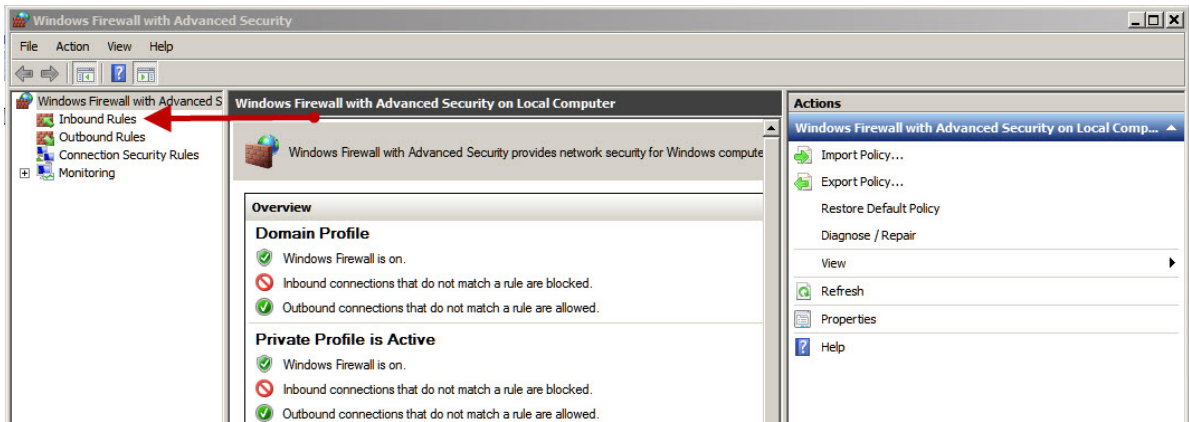 Windows Firewall with Advanced Security
File Action View Help
Windows Firewall with Advanced S
Inbound Rules
Outbound Rules
Connection Security Rules
Monitoring
Windows Firewall with Advanced Security on Local Computer
Windows Firewall with Advanced Security provides network security for Windows compute
Overview
Domain Profile
Windows Firewall is on.
Inbound connections that do not match a rule are blocked.
Outbound connections that do not match a rule are allowed.
Private Profile is Active
Windows Firewall is on.
Inbound connections that do not match a rule are blocked.
Outbound connections that do not match a rule are allowed.
Actions
Windows Firewall with Advanced Security on Local Comp...
Import Policy...
Export Policy...
Restore Default Policy
Diagnose / Repair
View
Refresh
Properties
Help